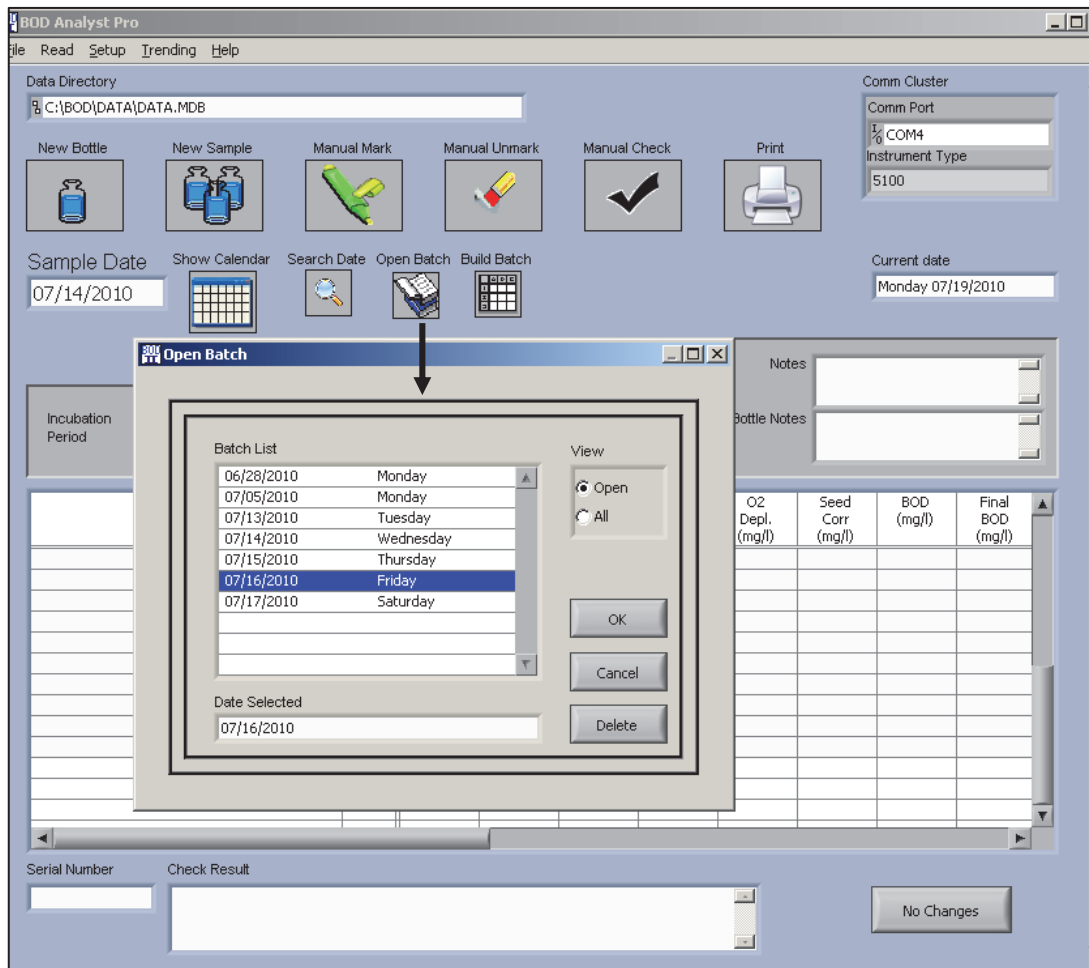 BOD Analyst Pro
File Read Setup Trending Help
Data Directory
C:\BOD\DATA\DATA.MDB
Comm Cluster
Comm Port
COM4
Instrument Type
5100
New Bottle New Sample Manual Mark Manual Unmark Manual Check Print
Sample Date Show Calendar Search Date Open Batch Build Batch
07/14/2010
Current date
Monday 07/19/2010
Open Batch
Notes
Bottle Notes
Incubation
Period
Batch List
06/28/2010 Monday
07/05/2010 Monday
07/13/2010 Tuesday
07/14/2010 Wednesday
07/15/2010 Thursday
07/16/2010 Friday
07/17/2010 Saturday
View
Open
All
OK
Cancel
Delete
Date Selected
07/16/2010
O2 Depl. (mg/l)
Seed Corr (mg/l)
BOD (mg/l)
Final BOD (mg/l)
Serial Number Check Result
No Changes